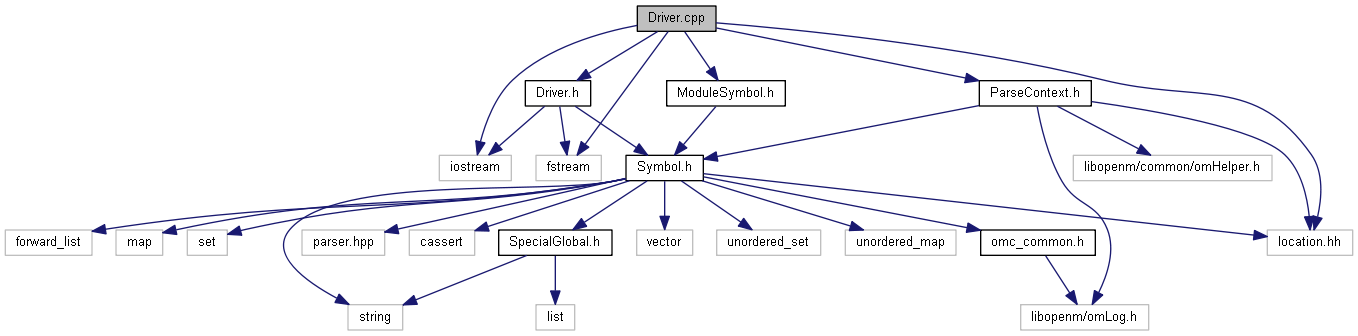 Driver.cpp
Driver.h
ModuleSymbol.h
ParseContext.h
iostream
fstream
Symbol.h
libopenm/common/omHelper.h
forward_list
map
set
parser.hpp
cassert
SpecialGlobal.h
vector
unordered_set
unordered_map
omc_common.h
location.hh
string
list
libopenm/omLog.h